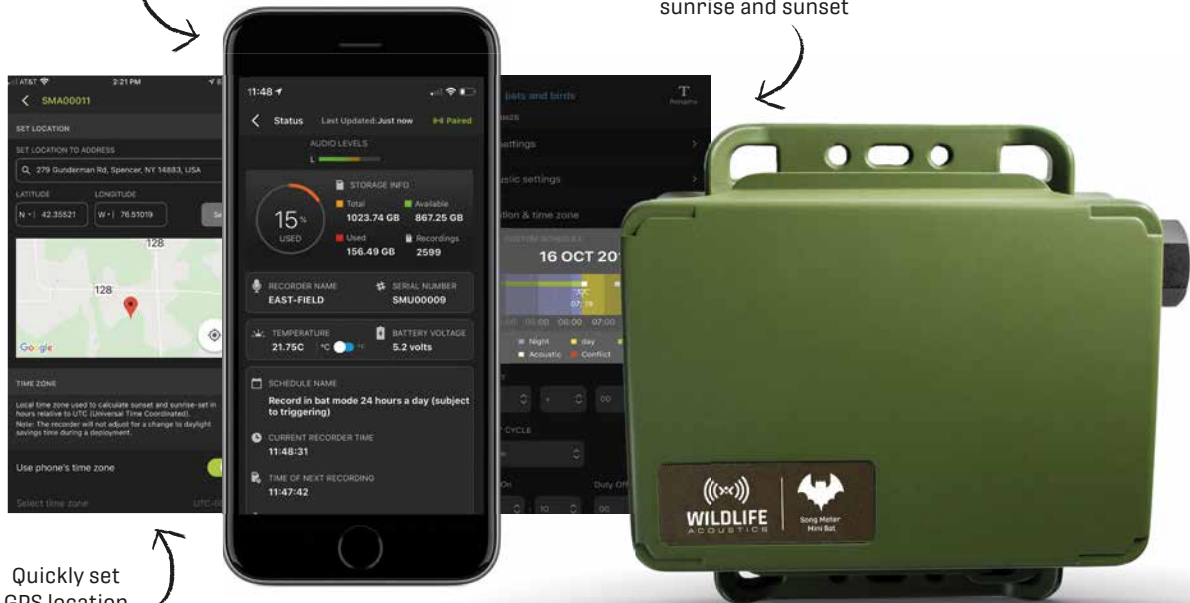 sunrise and sunset
AT&T
2:21 PM
SMA00011
SET LOCATION
SET LOCATION TO ADDRESS
279 Gunderman Rd, Spencer, NY 14883, USA
LATITUDE LONGITUDE
N 42.35521 W 76.51019
128
128
Google
TIME ZONE
Local time zone used to calculate sunset and sunrise-set in
hours relative to UTC (Universal Time Coordinated).
Note: The recorder will not adjust for a change to daylight
savings time during a deployment.
Use phone's time zone
Select time zone
Quickly set
GPS location
11:48
Status Last Updated: Just now Paired
AUDIO LEVELS
L
STORAGE INFO
15%
USED
Total Available
1023.74 GB 867.25 GB
Used Recordings
156.49 GB 2599
RECORDER NAME SERIAL NUMBER
EAST-FIELD SMU00009
TEMPERATURE BATTERY VOLTAGE
21.75C °C °F 5.2 volts
SCHEDULE NAME
Record in bat mode 24 hours a day (subject
to triggering)
CURRENT RECORDER TIME
11:48:31
TIME OF NEXT RECORDING
11:47:42
bats and birds
Rename
settings
settings
& time zone
CUSTOM SCHEDULE
16 OCT 201
07:19
06:00 07:00
Night day
Acoustic Conflict
00
CYCLE
On Duty Off
10 00
WILDLIFE
ACOUSTICS
Song Meter
Mini Bat